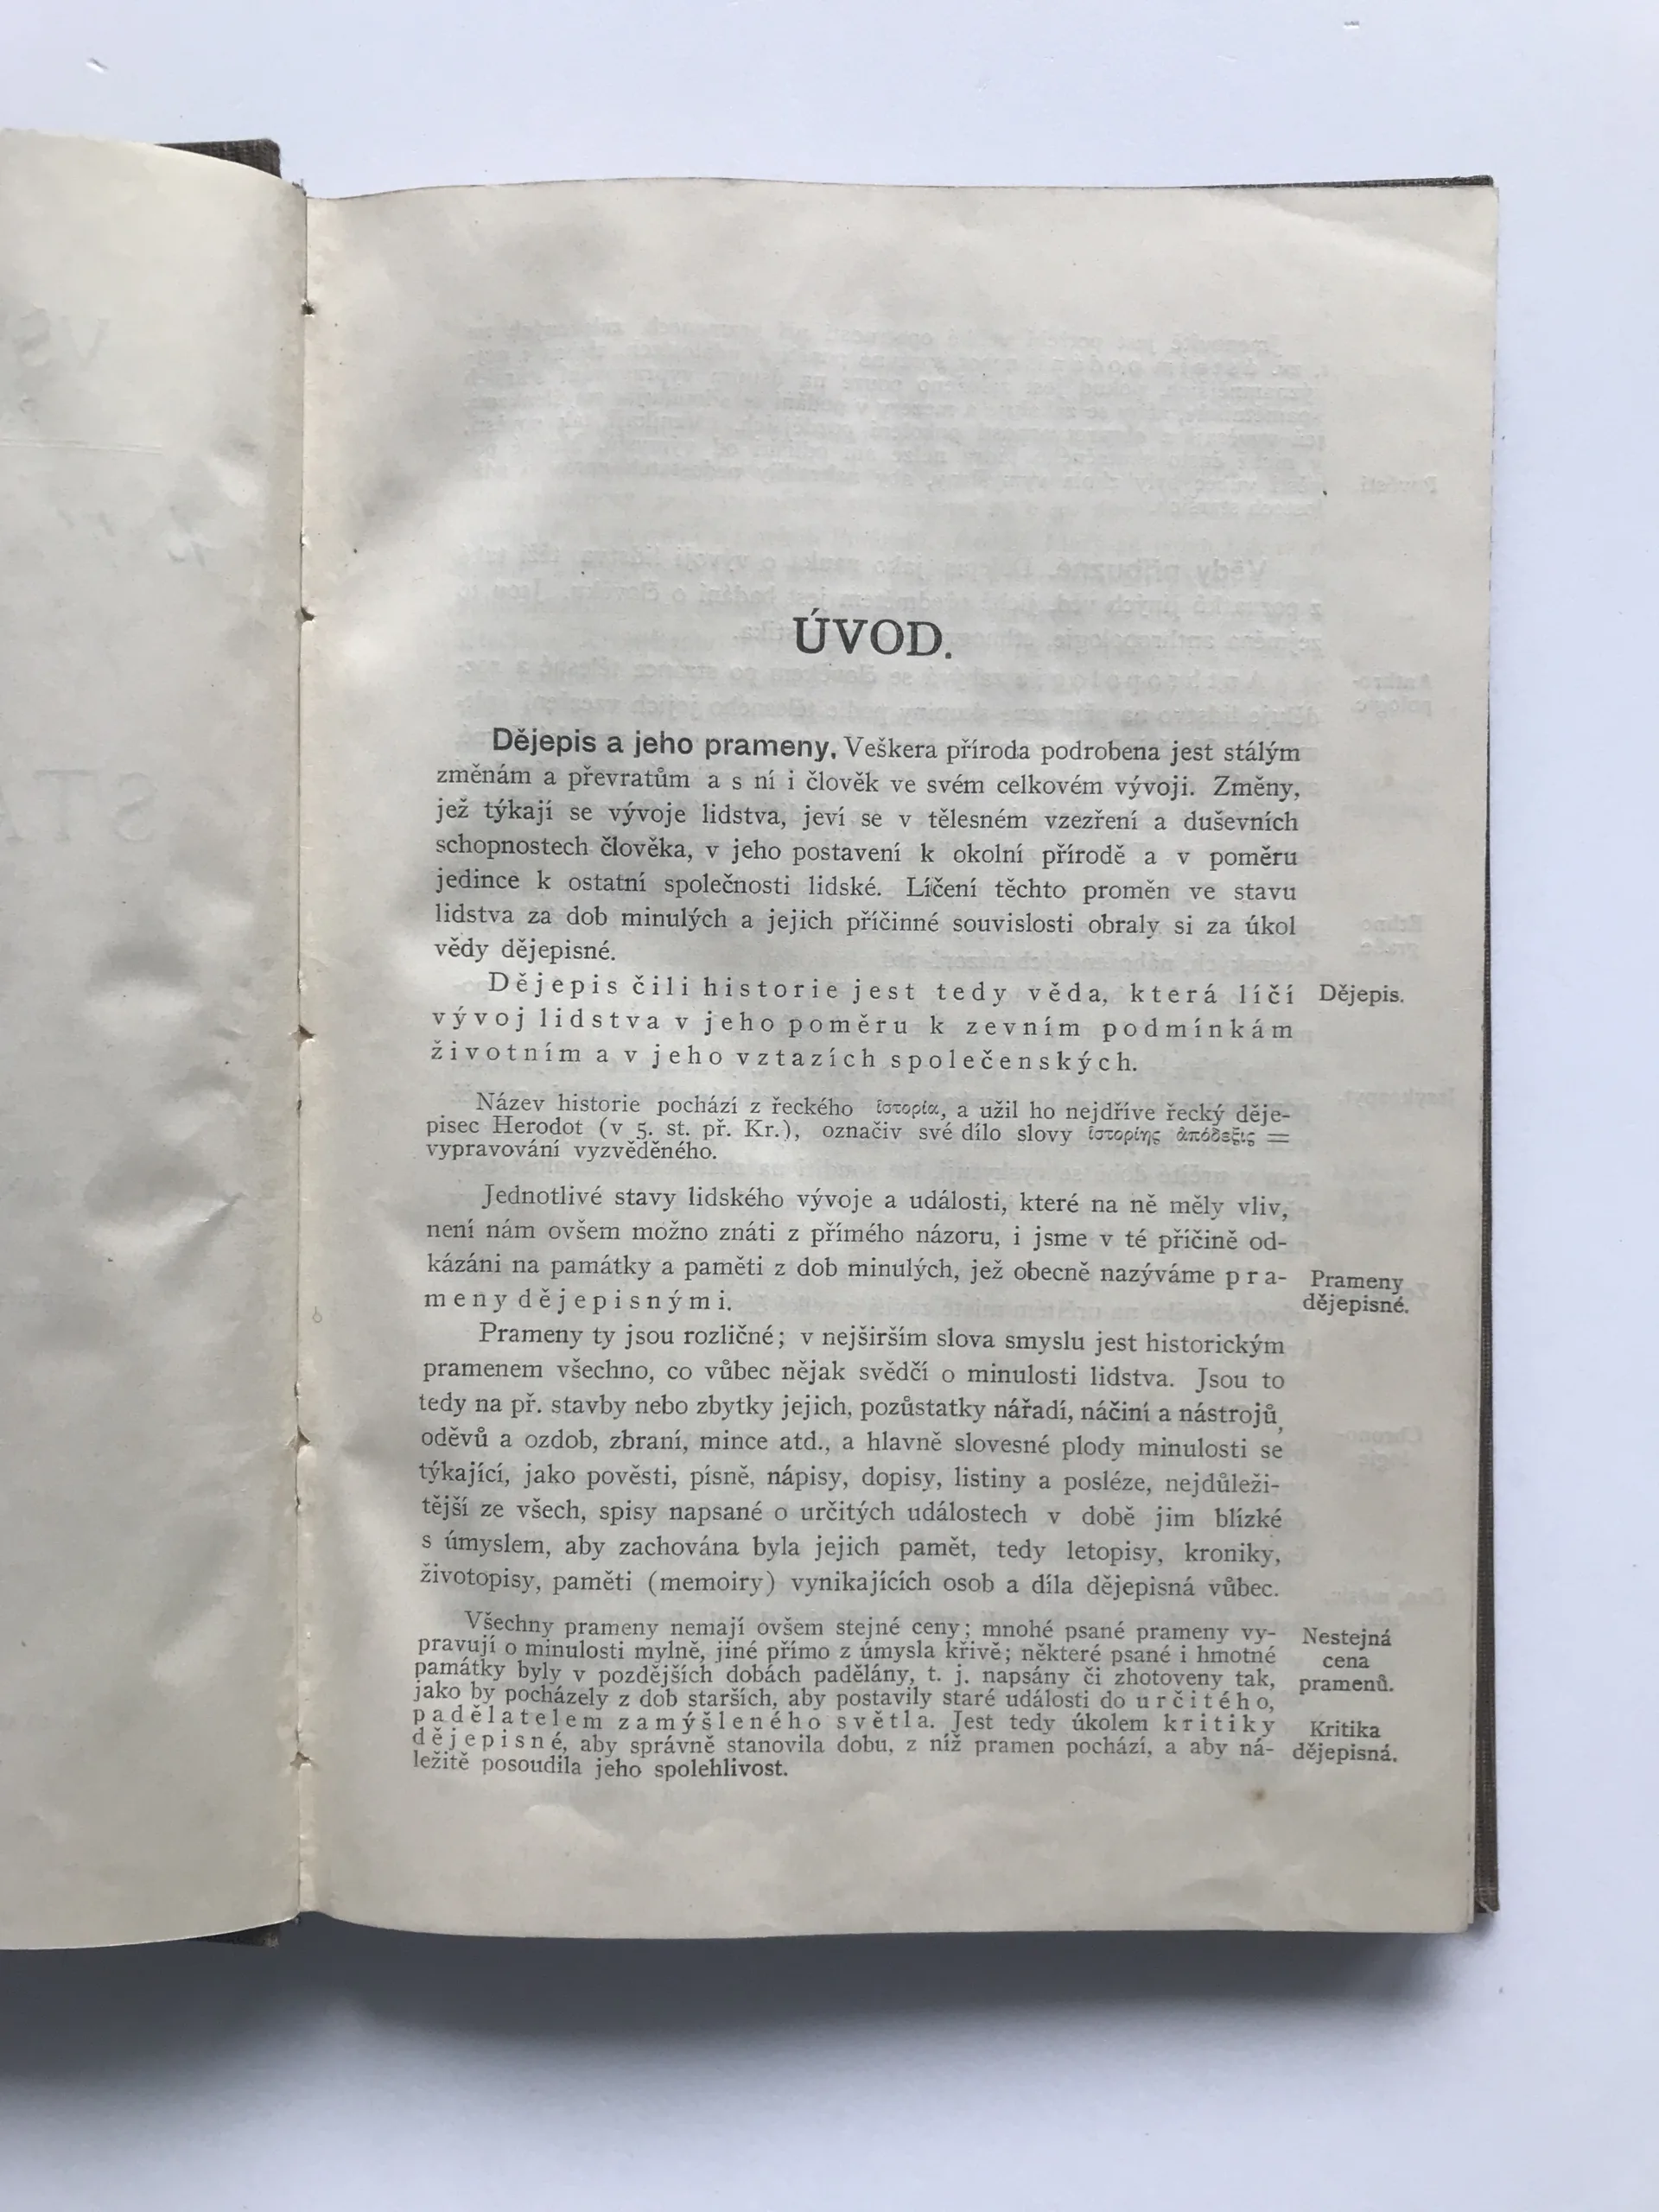 ÚVOD.
Dějepis a jeho prameny. Veškera příroda podrobena jest stálým
změnám a převratům a s ní i člověk ve svém celkovém vývoji. Změny,
jež týkají se vývoje lidstva, jeví se v tělesném vzezření a duševních
schopnostech člověka, v jeho postavení k okolní přírodě a v poměru
jedince k ostatní společnosti lidské. Líčení těchto proměn ve stavu
lidstva za dob minulých a jejich příčinné souvislosti obraly si za úkol
vědy dějepisné.
Dějepis čili historie jest tedy věda, která líčí
Dějepis.
vývoj lidstva v jeho poměru k zevním podmínkám
životním a v jeho vztazích společenských.
Název historie pochází z řeckého ἱστορία, a užil ho nejdříve řecký děje-
pisec Herodot (v 5. st. př. Kr.), označiv své dílo slovy ἱστορίης ἀπόδεξις =
vypravování vyzvěděného.
Jednotlivé stavy lidského vývoje a události, které na ně měly vliv,
není nám ovšem možno znáti z přímého názoru, i jsme v té příčině od-
kázáni na památky a paměti z dob minulých, jež obecně nazýváme pra-
Prameny
meny dějepisnými.
dějepisné.
Prameny ty jsou rozličné; v nejširším slova smyslu jest historickým
pramenem všechno, co vůbec nějak svědčí o minulosti lidstva. Jsou to
tedy na př. stavby nebo zbytky jejich, pozůstatky nářadí, náčiní a nástrojů,
oděvů a ozdob, zbraní, mince atd., a hlavně slovesné plody minulosti se
týkající, jako pověsti, písně, nápisy, dopisy, listiny a posléze, nejdůleži-
tější ze všech, spisy napsané o určitých událostech v době jim blízké
s úmyslem, aby zachována byla jejich pamět, tedy letopisy, kroniky,
životopisy, paměti (memoiry) vynikajících osob a díla dějepisná vůbec.
Všechny prameny nemají ovšem stejné ceny; mnohé psané prameny vy-
Nestejná
pravují o minulosti mylně, jiné přímo z úmysla křivě; některé psané i hmotné
cena
památky byly v pozdějších dobách padělány, t. j. napsány či zhotoveny tak,
pramenů.
jako by pocházely z dob starších, aby postavily staré události do určitého,
padělatelem zamýšleného světla. Jest tedy úkolem kritiky
Kritika
dějepisné, aby správně stanovila dobu, z níž pramen pochází, a aby ná-
dějepisná.
ležitě posoudila jeho spolehlivost.